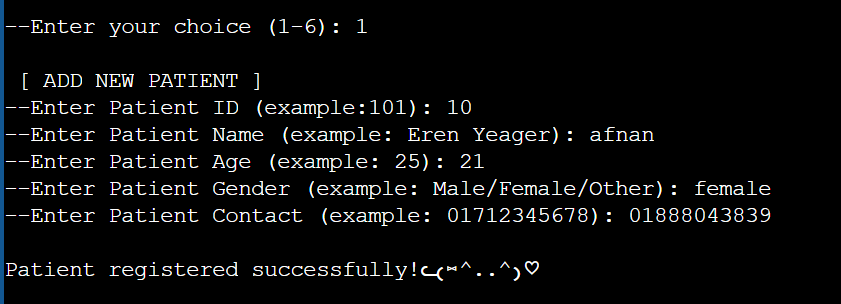 --Enter your choice (1-6): 1
[ ADD NEW PATIENT ]
--Enter Patient ID (example:101): 10
--Enter Patient Name (example: Eren Yeager): afnan
--Enter Patient Age (example: 25): 21
--Enter Patient Gender (example: Male/Female/Other): female
--Enter Patient Contact (example: 01712345678): 01888043839
Patient registered successfully!ᓚ₍⑅^..^₎♡